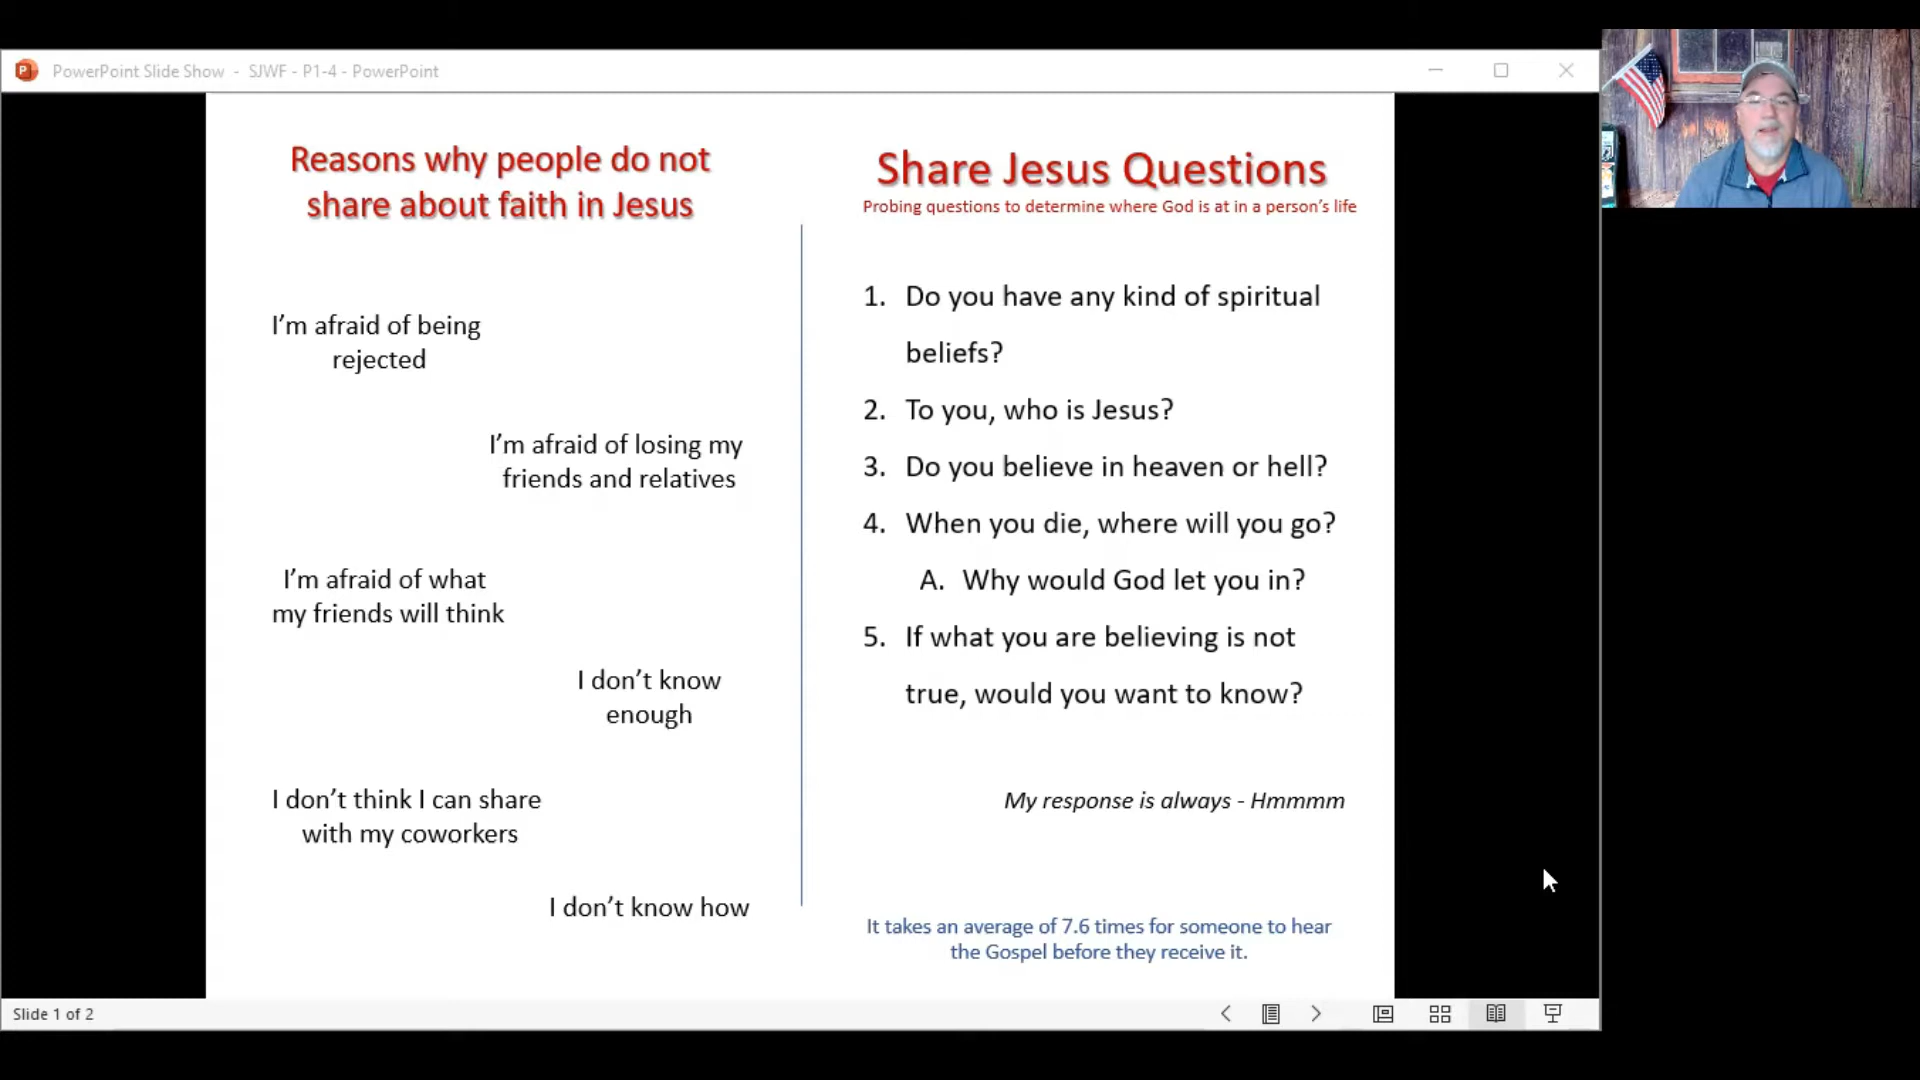 PowerPoint Slide Show - SJWF - P1-4 - PowerPoint
Reasons why people do not
share about faith in Jesus
I'm afraid of being
rejected
I'm afraid of losing my
friends and relatives
I'm afraid of what
my friends will think
I don't know
enough
I don't think I can share
with my coworkers
I don't know how
Share Jesus Questions
Probing questions to determine where God is at in a person's life
1. Do you have any kind of spiritual
beliefs?
2. To you, who is Jesus?
3. Do you believe in heaven or hell?
4. When you die, where will you go?
A. Why would God let you in?
5. If what you are believing is not
true, would you want to know?
My response is always - Hmmmm
It takes an average of 7.6 times for someone to hear
the Gospel before they receive it.
Slide 1 of 2